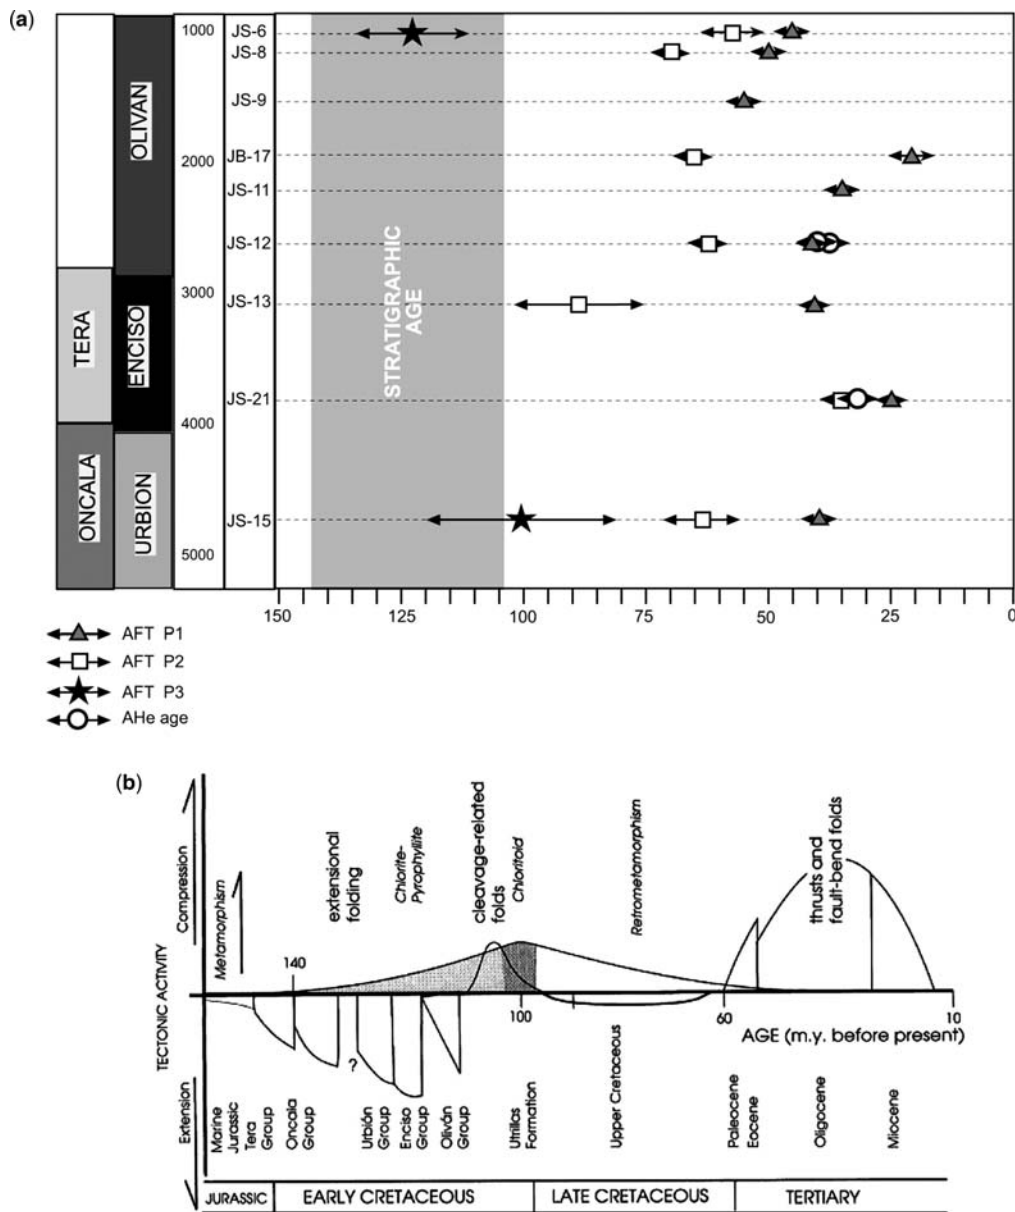 (a)
OLIVAN
TERA
ENCISO
ONCALA
URBION
1000
2000
3000
4000
5000
JS-6
JS-8
JS-9
JB-17
JS-11
JS-12
JS-13
JS-21
JS-15
STRATIGRAPHIC
AGE
150
125
100
75
50
25
0
AFT P1
AFT P2
AFT P3
AHe age
(b)
TECTONIC ACTIVITY
Compression
Extension
Metamorphism
extensional
folding
Chlorite-
Pyrophyllite
cleavage-related
folds
Chloritoid
Retrometamorphism
thrusts and
fault-bend folds
140
?
100
60
10
AGE (m.y. before present)
Marine
Jurassic
Tera
Group
Oncala
Group
Urbión
Group
Enciso
Group
Oliván
Group
Utrillas
Formation
Upper Cretaceous
Paleocene
Eocene
Oligocene
Miocene
JURASSIC
EARLY CRETACEOUS
LATE CRETACEOUS
TERTIARY